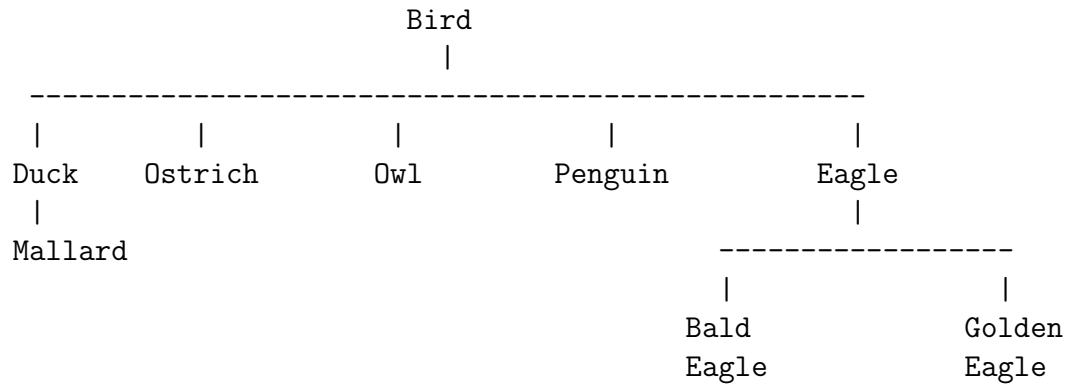 Bird
Duck Ostrich Owl Penguin Eagle
Mallard
Bald Golden
Eagle Eagle